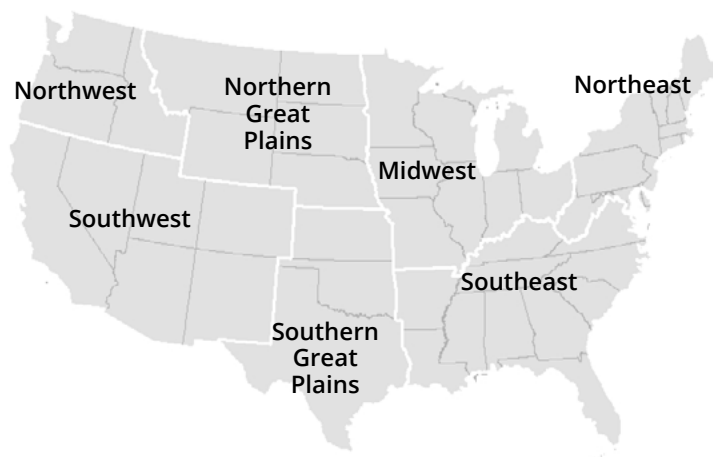 Northwest
Northern
Great
Plains
Northeast
Midwest
Southwest
Southeast
Southern
Great
Plains